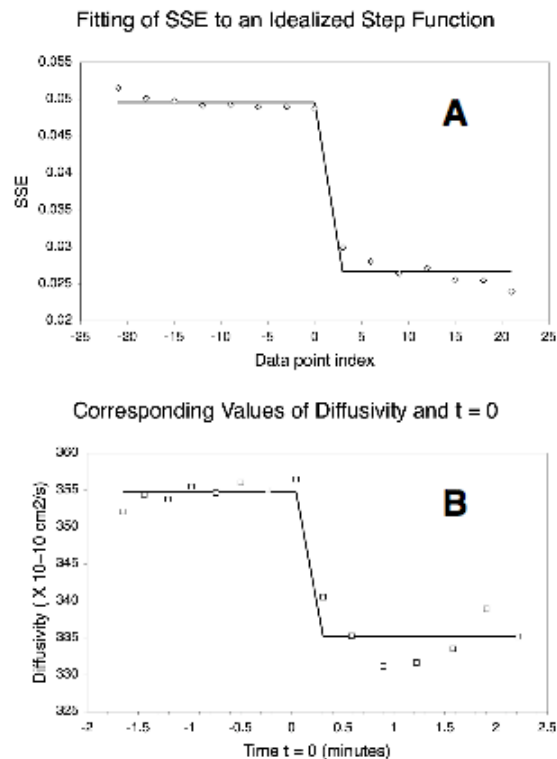 Fitting of SSE to an Idealized Step Function
0.055
0.05
0.045
0.04
0.035
0.03
0.025
0.02
SSE
A
-25 -20 -15 -10 -5 0 5 10 15 20 25
Data point index
Corresponding Values of Diffusivity and t = 0
360
355
350
345
340
335
330
325
Diffusivity ( X 10–10 cm2/s)
B
-2 -1.5 -1 -0.5 0 0.5 1 1.5 2 2.5
Time t = 0 (minutes)